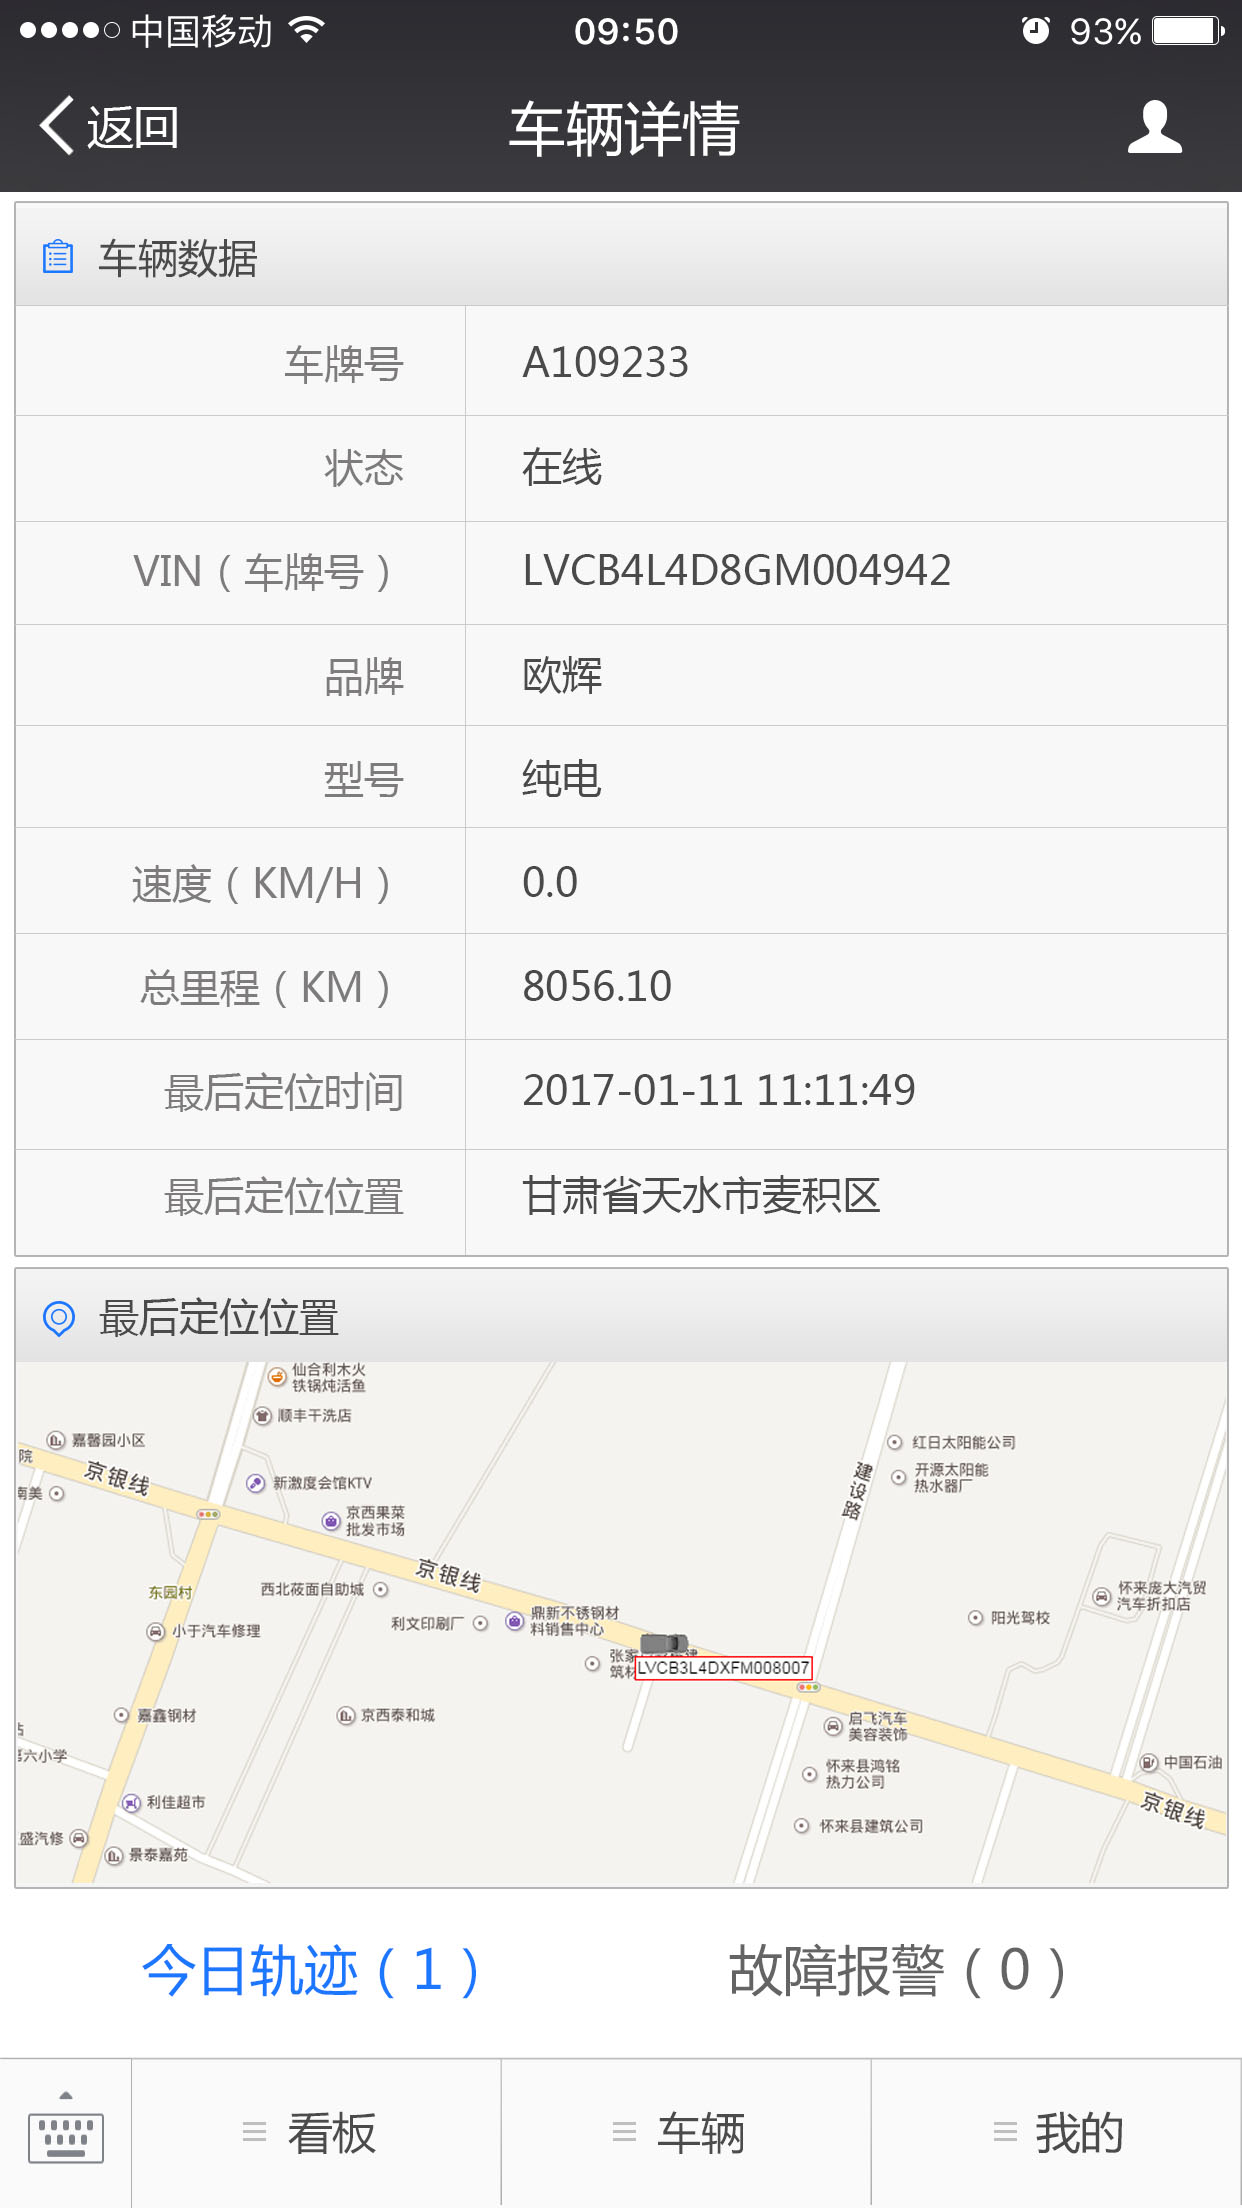 中国移动 09:50 93%
返回 车辆详情
车辆数据
车牌号 A109233
状态 在线
VIN（车牌号） LVCB4L4D8GM004942
品牌 欧辉
型号 纯电
速度（KM/H） 0.0
总里程（KM） 8056.10
最后定位时间 2017-01-11 11:11:49
最后定位位置 甘肃省天水市麦积区
最后定位位置
仙合利木火
铁锅炖活鱼
顺丰干洗店
嘉馨园小区
院
京银线
南美
新激度会馆KTV
京西果菜
批发市场
建设路
红日太阳能公司
开源太阳能
热水器厂
东园村
西北莜面自助城
京银线
小于汽车修理
利文印刷厂
鼎新不锈钢材
料销售中心
阳光驾校
怀来庞大汽贸
汽车折扣店
张家
筑材
LVCB3L4DXFM008007
嘉鑫钢材
京西泰和城
启飞汽车
美容装饰
第六小学
怀来县鸿铭
热力公司
中国石油
利佳超市
京银线
盛汽修
怀来县建筑公司
景泰嘉苑
今日轨迹（1） 故障报警（0）
看板 车辆 我的